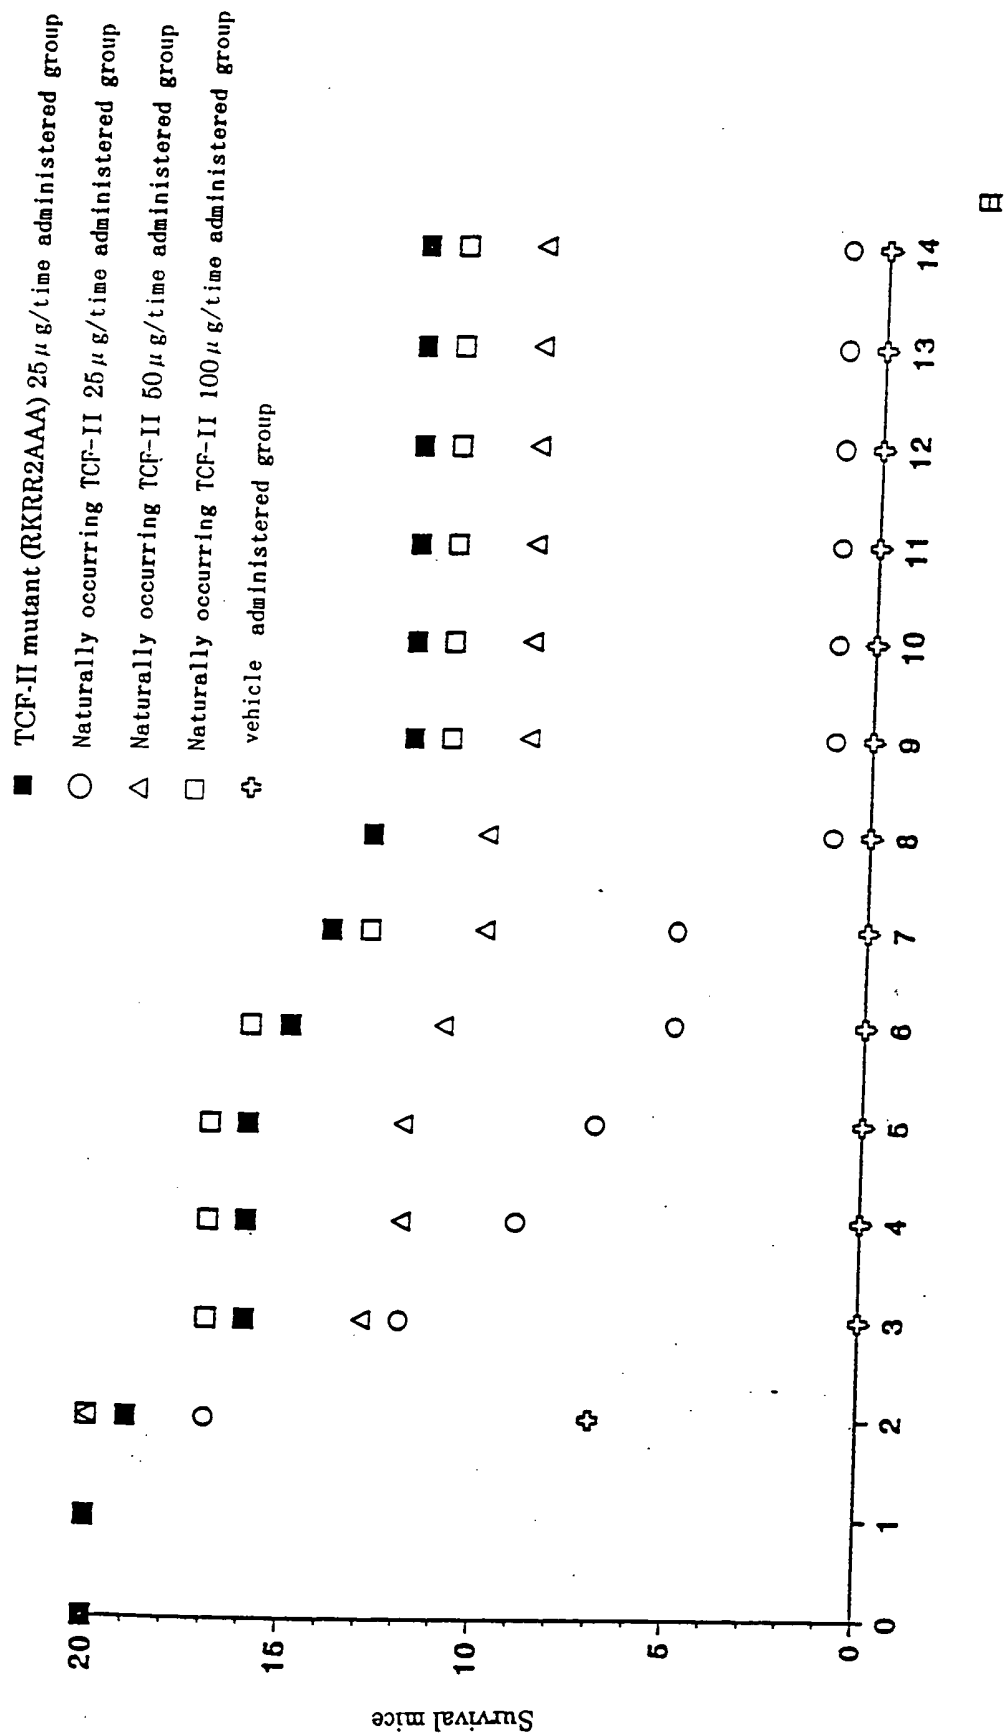 TCF-II mutant (RKRR2AAA) 25μg/time administered group
Naturally occurring TCF-II 25μg/time administered group
Naturally occurring TCF-II 50μg/time administered group
Naturally occurring TCF-II 100μg/time administered group
vehicle administered group
Survival mice
20
15
10
5
0
0 1 2 3 4 5 6 7 8 9 10 11 12 13 14
日